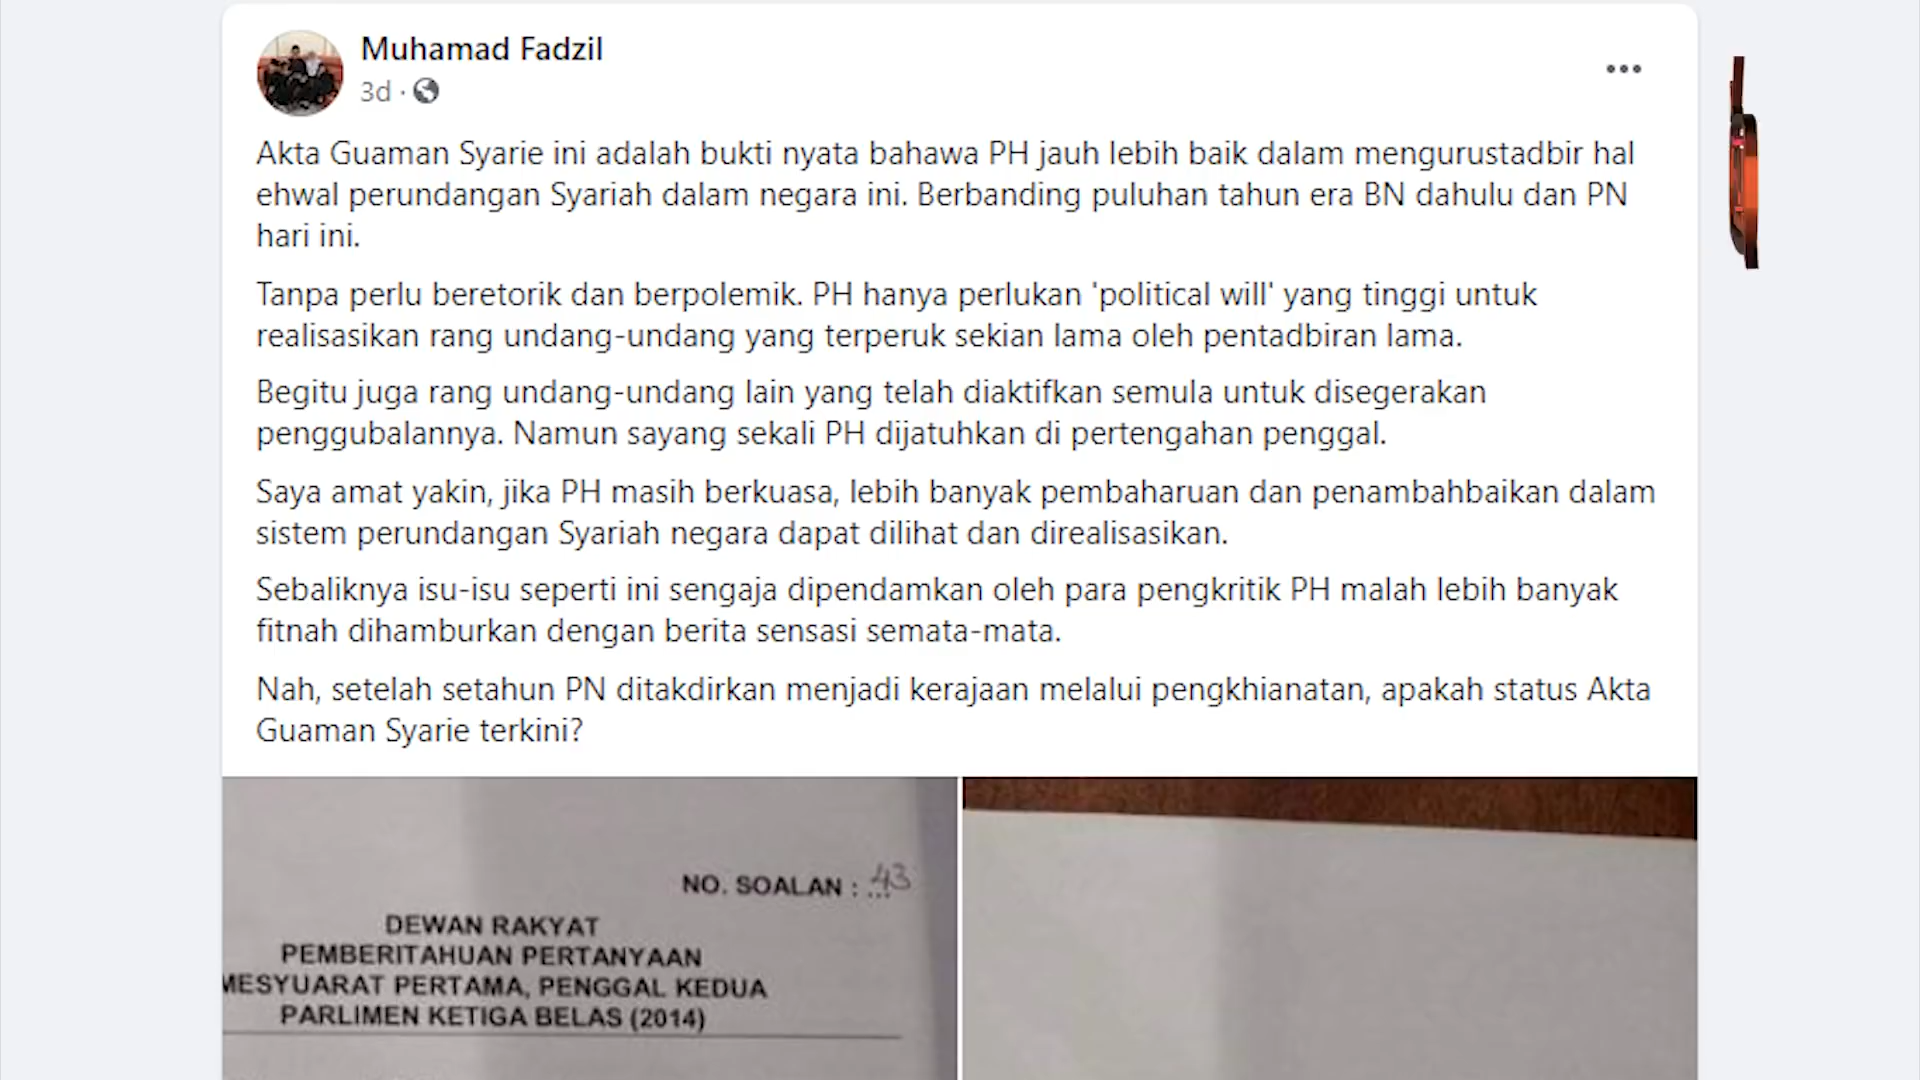 Muhamad Fadzil
3d ·
Akta Guaman Syarie ini adalah bukti nyata bahawa PH jauh lebih baik dalam mengurustadbir hal
ehwal perundangan Syariah dalam negara ini. Berbanding puluhan tahun era BN dahulu dan PN
hari ini.
Tanpa perlu beretorik dan berpolemik. PH hanya perlukan 'political will' yang tinggi untuk
realisasikan rang undang-undang yang terperuk sekian lama oleh pentadbiran lama.
Begitu juga rang undang-undang lain yang telah diaktifkan semula untuk disegerakan
penggubalannya. Namun sayang sekali PH dijatuhkan di pertengahan penggal.
Saya amat yakin, jika PH masih berkuasa, lebih banyak pembaharuan dan penambahbaikan dalam
sistem perundangan Syariah negara dapat dilihat dan direalisasikan.
Sebaliknya isu-isu seperti ini sengaja dipendamkan oleh para pengkritik PH malah lebih banyak
fitnah dihamburkan dengan berita sensasi semata-mata.
Nah, setelah setahun PN ditakdirkan menjadi kerajaan melalui pengkhianatan, apakah status Akta
Guaman Syarie terkini?
NO. SOALAN : 43
DEWAN RAKYAT
PEMBERITAHUAN PERTANYAAN
MESYUARAT PERTAMA, PENGGAL KEDUA
PARLIMEN KETIGA BELAS (2014)